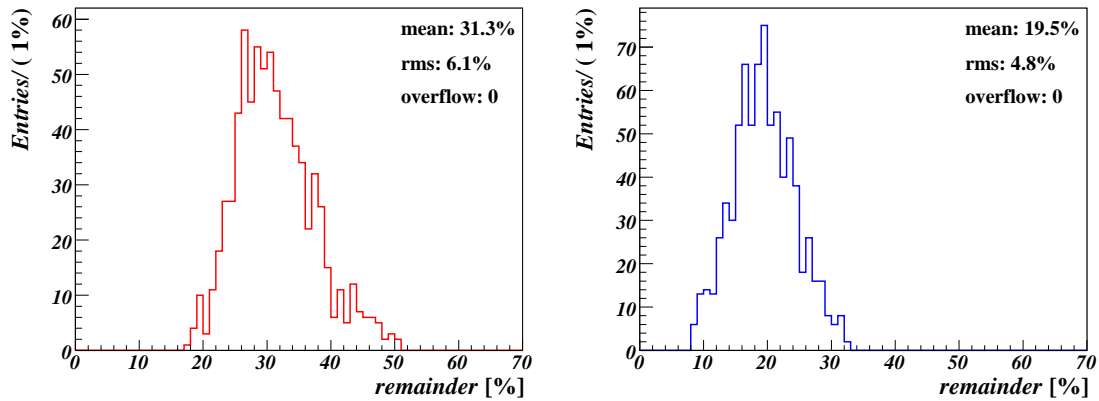 Entries/ ( 1%)
60
50
40
30
20
10
0
mean: 31.3%
rms: 6.1%
overflow: 0
0 10 20 30 40 50 60 70
remainder [%]
Entries/ ( 1%)
70
60
50
40
30
20
10
0
mean: 19.5%
rms: 4.8%
overflow: 0
0 10 20 30 40 50 60 70
remainder [%]